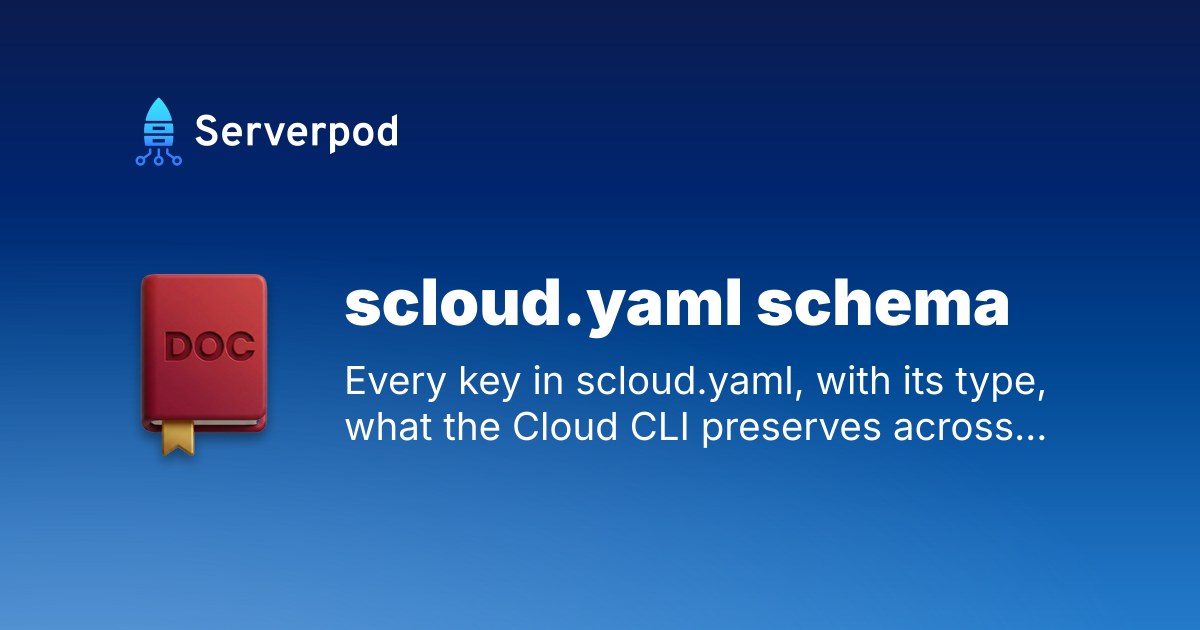 Serverpod
DOC
scloud.yaml schema
Every key in scloud.yaml, with its type,
what the Cloud CLI preserves across...